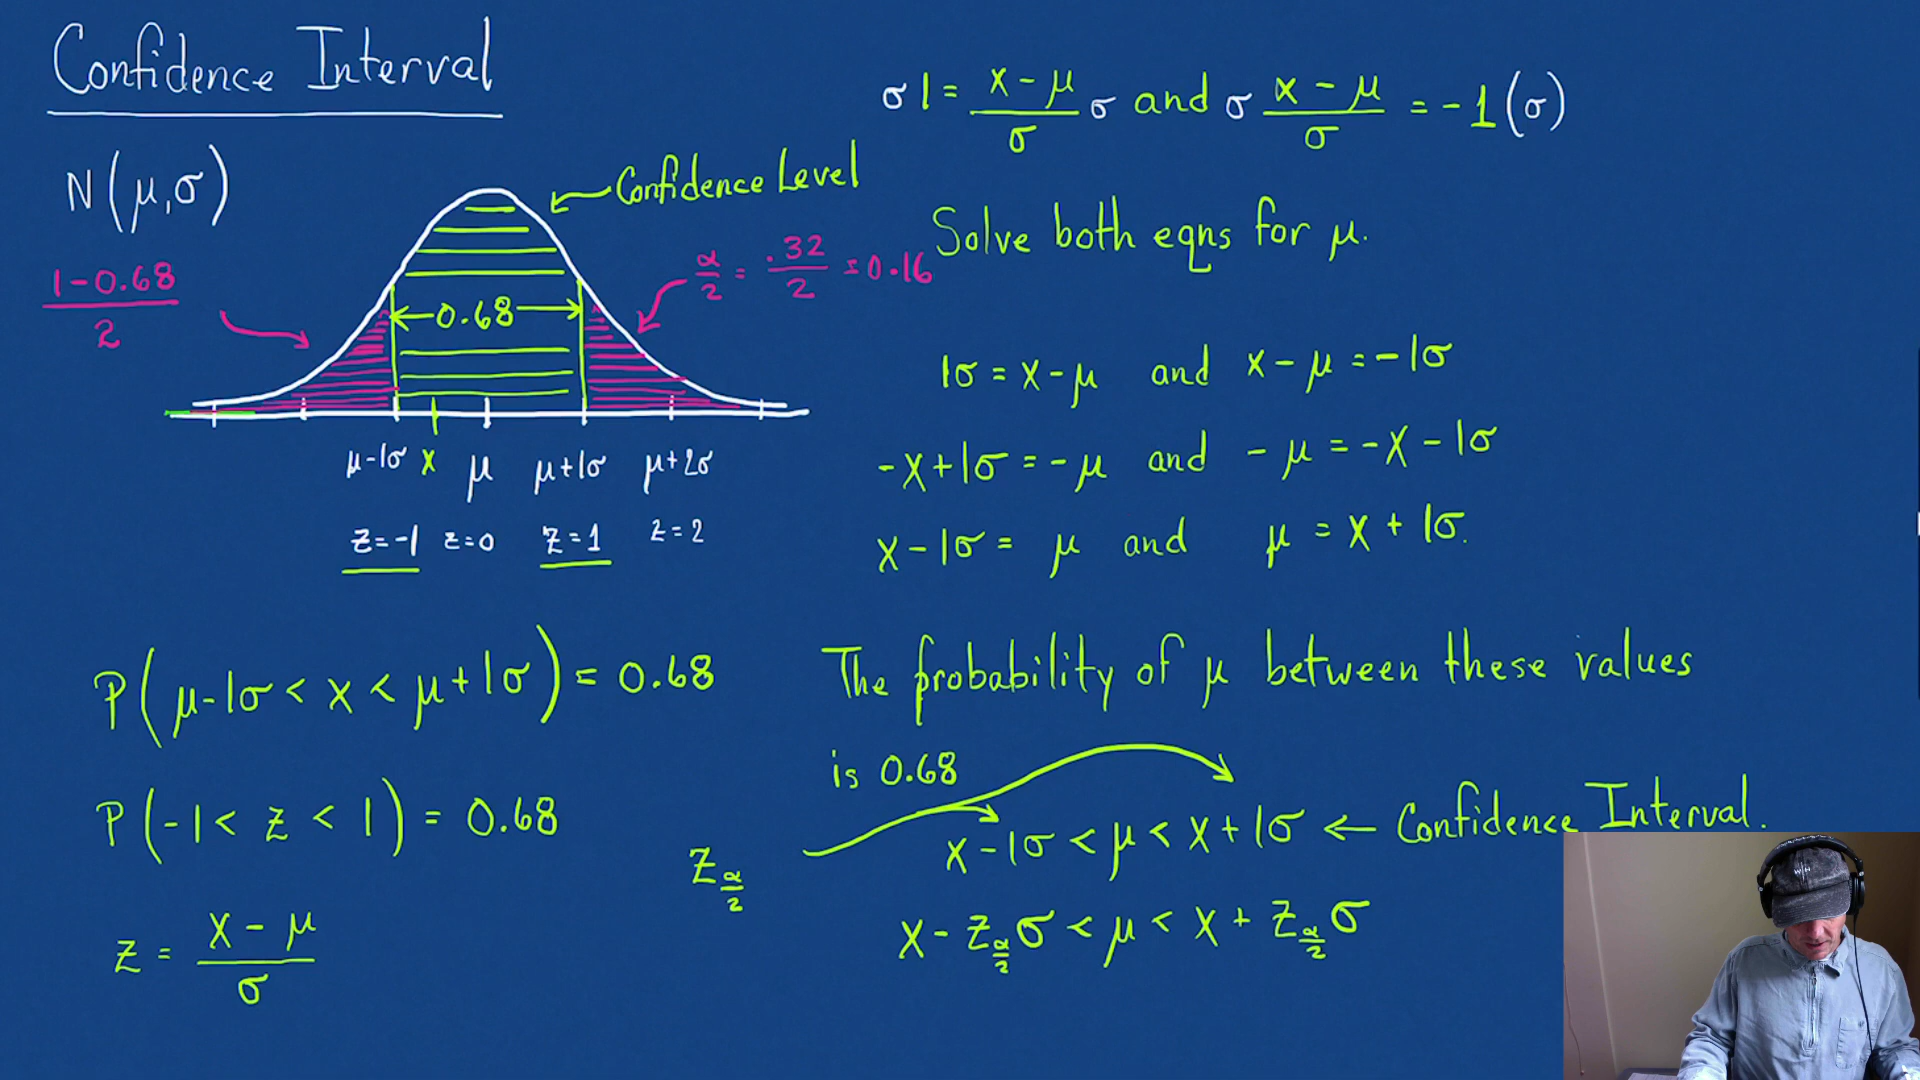 Confidence Interval
N(μ,σ)
1-0.68
2
Confidence Level
α/2 = .32/2 = 0.16
0.68
μ-1σ x μ μ+1σ μ+2σ
z=-1 z=0 z=1 z=2
P(μ-1σ < x < μ+1σ) = 0.68
P(-1 < z < 1) = 0.68
z = x-μ/σ
σ 1 = x-μ/σ σ and σ x-μ/σ = -1(σ)
Solve both eqns for μ.
1σ = x-μ and x-μ = -1σ
-x+1σ = -μ and -μ = -x-1σ
x-1σ = μ and μ = x+1σ.
The probability of μ between these values
is 0.68
z α/2
x-1σ < μ < x+1σ ← Confidence Interval.
x - z α/2 σ < μ < x + z α/2 σ